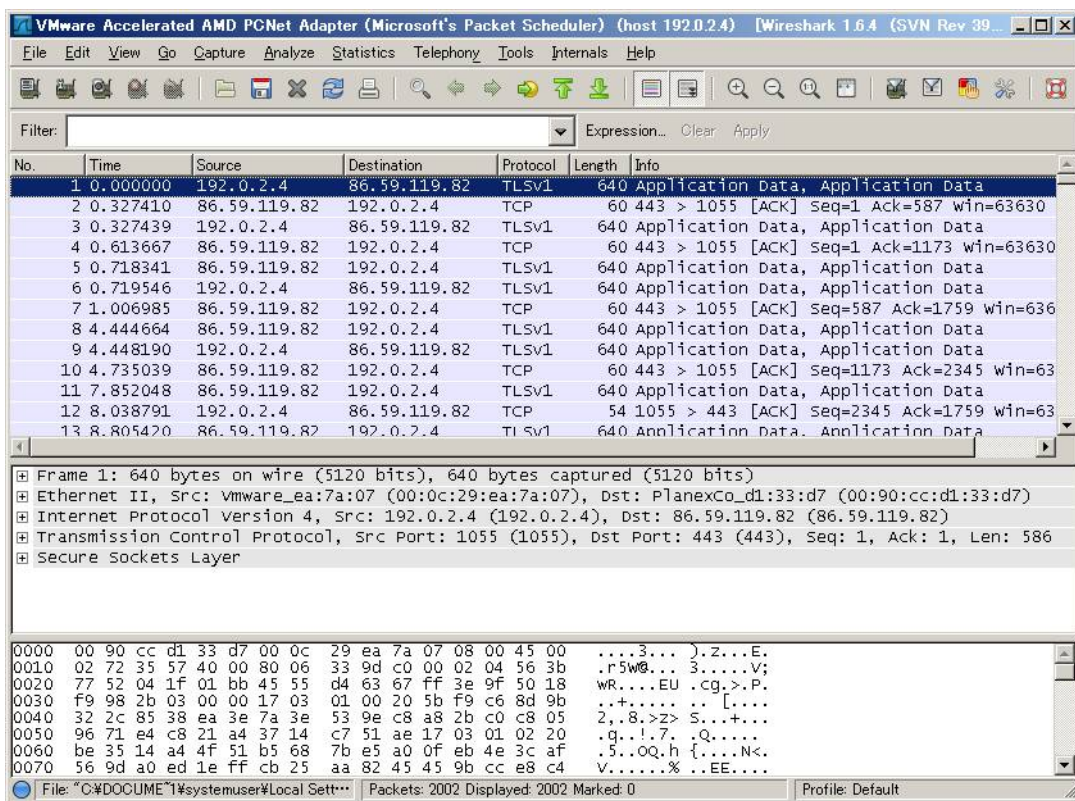 VMware Accelerated AMD PCNet Adapter (Microsoft's Packet Scheduler) (host 192.0.2.4) [Wireshark 1.6.4 (SVN Rev 39...
File Edit View Go Capture Analyze Statistics Telephony Tools Internals Help
Filter: Expression... Clear Apply
No. Time Source Destination Protocol Length Info
1 0.000000 192.0.2.4 86.59.119.82 TLSv1 640 Application Data, Application Data
2 0.327410 86.59.119.82 192.0.2.4 TCP 60 443 > 1055 [ACK] Seq=1 Ack=587 Win=63630
3 0.327439 192.0.2.4 86.59.119.82 TLSv1 640 Application Data, Application Data
4 0.613667 86.59.119.82 192.0.2.4 TCP 60 443 > 1055 [ACK] Seq=1 Ack=1173 Win=63630
5 0.718341 86.59.119.82 192.0.2.4 TLSv1 640 Application Data, Application Data
6 0.719546 192.0.2.4 86.59.119.82 TLSv1 640 Application Data, Application Data
7 1.006985 86.59.119.82 192.0.2.4 TCP 60 443 > 1055 [ACK] Seq=587 Ack=1759 Win=636
8 4.444664 86.59.119.82 192.0.2.4 TLSv1 640 Application Data, Application Data
9 4.448190 192.0.2.4 86.59.119.82 TLSv1 640 Application Data, Application Data
10 4.735039 86.59.119.82 192.0.2.4 TCP 60 443 > 1055 [ACK] Seq=1173 Ack=2345 Win=63
11 7.852048 86.59.119.82 192.0.2.4 TLSv1 640 Application Data, Application Data
12 8.038791 192.0.2.4 86.59.119.82 TCP 54 1055 > 443 [ACK] Seq=2345 Ack=1759 Win=63
13 8.805420 86.59.119.82 192.0.2.4 TLSv1 640 Application Data, Application Data
Frame 1: 640 bytes on wire (5120 bits), 640 bytes captured (5120 bits)
Ethernet II, Src: Vmware_ea:7a:07 (00:0c:29:ea:7a:07), Dst: PlanexCo_d1:33:d7 (00:90:cc:d1:33:d7)
Internet Protocol Version 4, Src: 192.0.2.4 (192.0.2.4), Dst: 86.59.119.82 (86.59.119.82)
Transmission Control Protocol, Src Port: 1055 (1055), Dst Port: 443 (443), Seq: 1, Ack: 1, Len: 586
Secure Sockets Layer
0000 00 90 cc d1 33 d7 00 0c 29 ea 7a 07 08 00 45 00 ....3... ).z...E.
0010 02 72 35 57 40 00 80 06 33 9d c0 00 02 04 56 3b .r5W@... 3.....V;
0020 77 52 04 1f 01 bb 45 55 d4 63 67 ff 3e 9f 50 18 wR....EU .cg.>.P.
0030 f9 98 2b 03 00 00 17 03 01 00 20 5b f9 c6 8d 9b ..+..... .. [....
0040 32 2c 85 38 ea 3e 7a 3e 53 9e c8 a8 2b c0 c8 05 2,.8.>z> S...+...
0050 96 71 e4 c8 21 a4 37 14 c7 51 ae 17 03 01 02 20 .q..!.7. .Q.....
0060 be 35 14 a4 4f 51 b5 68 7b e5 a0 0f eb 4e 3c af .5..OQ.h {....N<.
0070 56 9d a0 ed 1e ff cb 25 aa 82 45 45 9b cc e8 c4 V......% ..EE....
File: "C:¥DOCUME~1¥systemuser¥Local Sett... Packets: 2002 Displayed: 2002 Marked: 0 Profile: Default